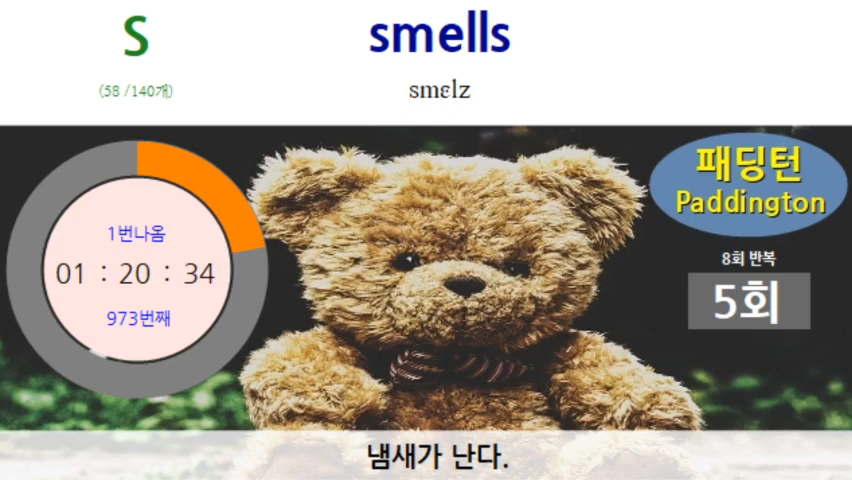 S
smells
(58 /140개)
smɛlz
패딩턴
Paddington
1번나옴
01 : 20 : 34
973번째
8회 반복
5회
냄새가 난다.